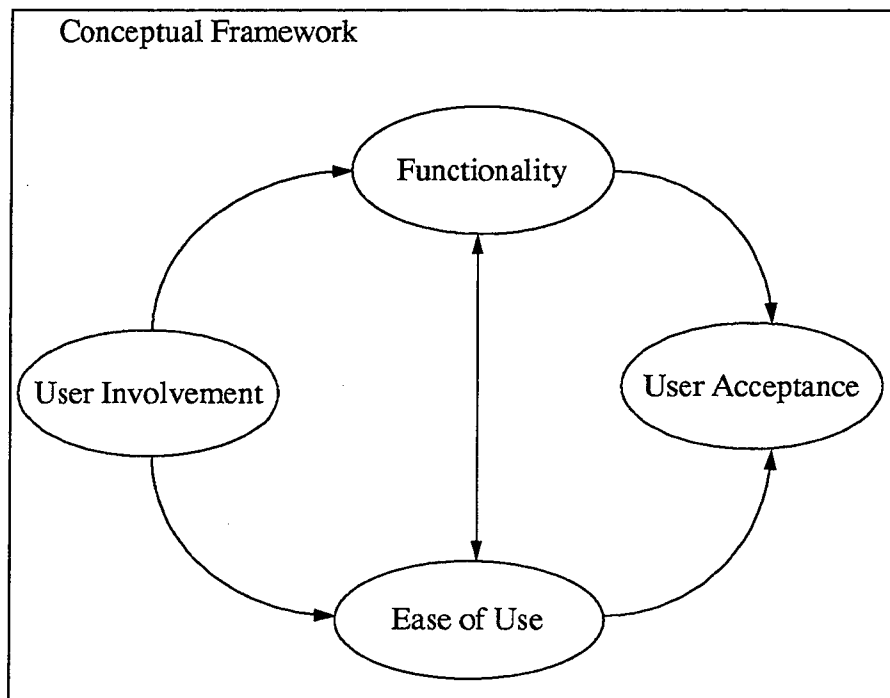 Conceptual Framework
Functionality
User Involvement
User Acceptance
Ease of Use